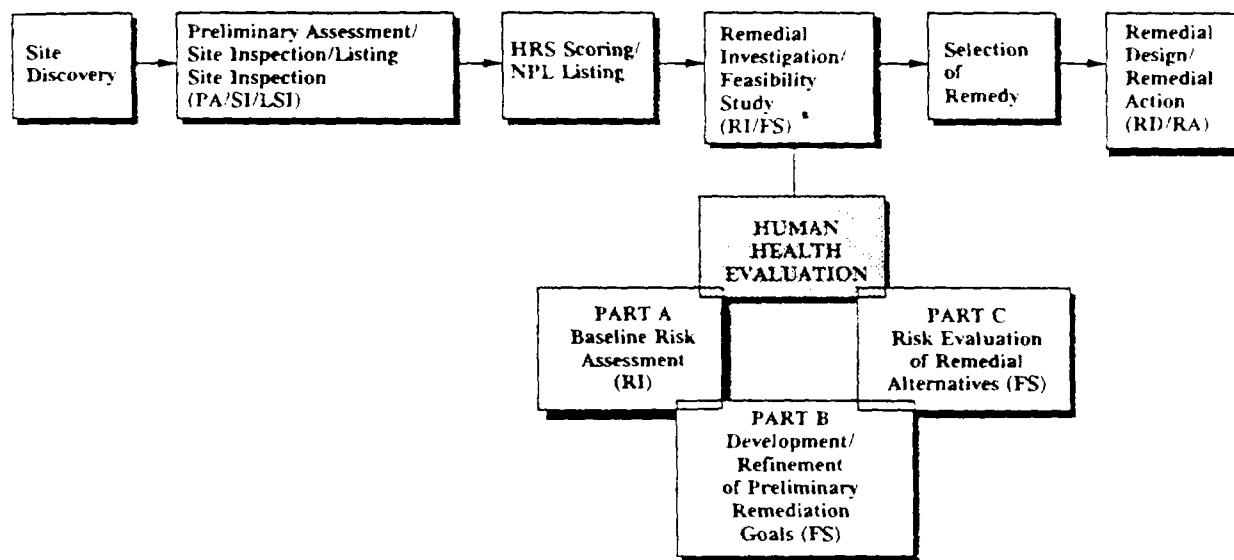 Site
Discovery
Preliminary Assessment/
Site Inspection/Listing
Site Inspection
(PA/SI/LSI)
HRS Scoring/
NPL Listing
Remedial
Investigation/
Feasibility
Study
(RI/FS)
Selection
of
Remedy
Remedial
Design/
Remedial
Action
(RD/RA)
HUMAN
HEALTH
EVALUATION
PART A
Baseline Risk
Assessment
(RI)
PART C
Risk Evaluation
of Remedial
Alternatives (FS)
PART B
Development/
Refinement
of Preliminary
Remediation
Goals (FS)